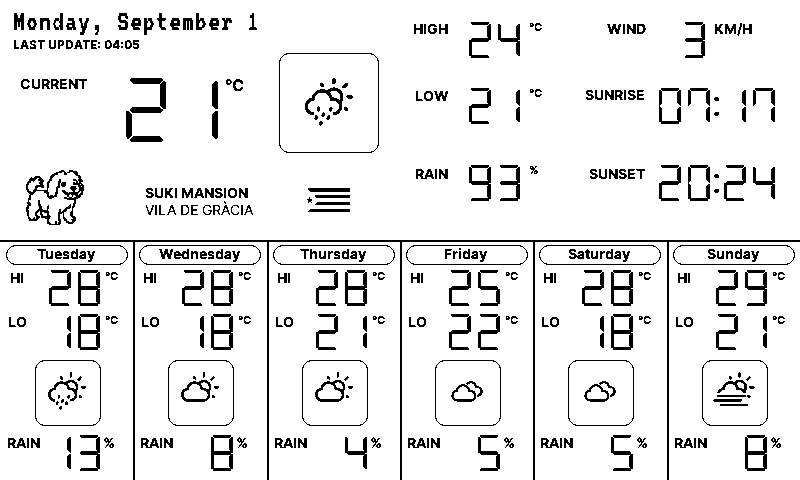 Monday, September 1
LAST UPDATE: 04:05
CURRENT 21°C
SUKI MANSION
VILA DE GRÀCIA
HIGH 24°C
LOW 21°C
RAIN 93%
WIND 3 KM/H
SUNRISE 07:17
SUNSET 20:24
Tuesday
HI 28°C
LO 18°C
RAIN 13%
Wednesday
HI 28°C
LO 18°C
RAIN 8%
Thursday
HI 28°C
LO 21°C
RAIN 4%
Friday
HI 25°C
LO 22°C
RAIN 5%
Saturday
HI 28°C
LO 18°C
RAIN 5%
Sunday
HI 29°C
LO 21°C
RAIN 8%